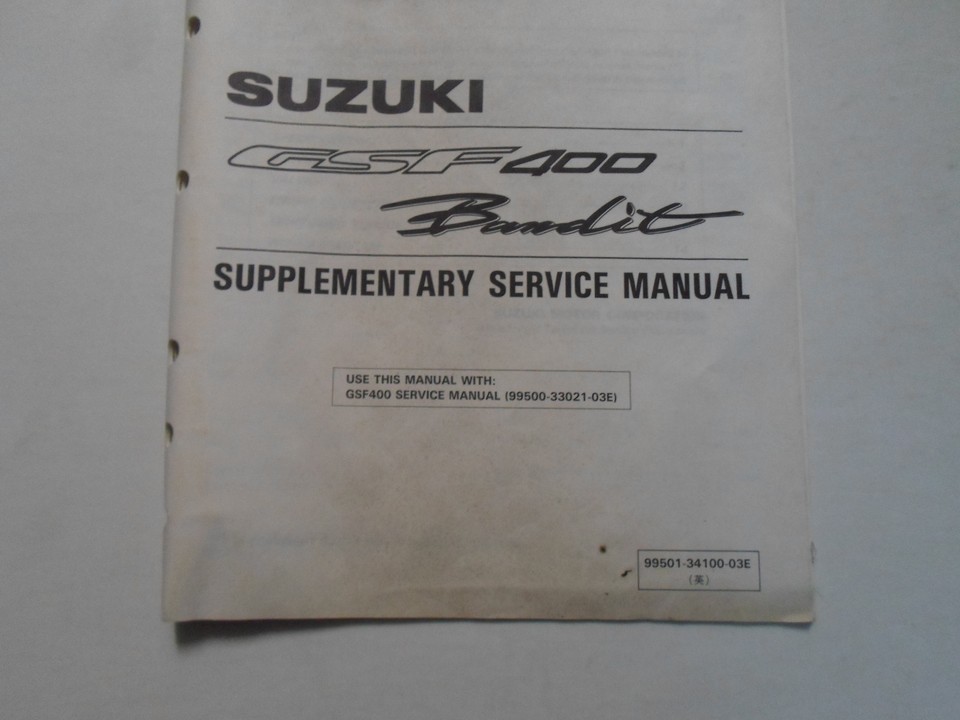 SUZUKI
GSF400
Bandit
SUPPLEMENTARY SERVICE MANUAL
USE THIS MANUAL WITH:
GSF400 SERVICE MANUAL (99500-33021-03E)
99501-34100-03E
(英)